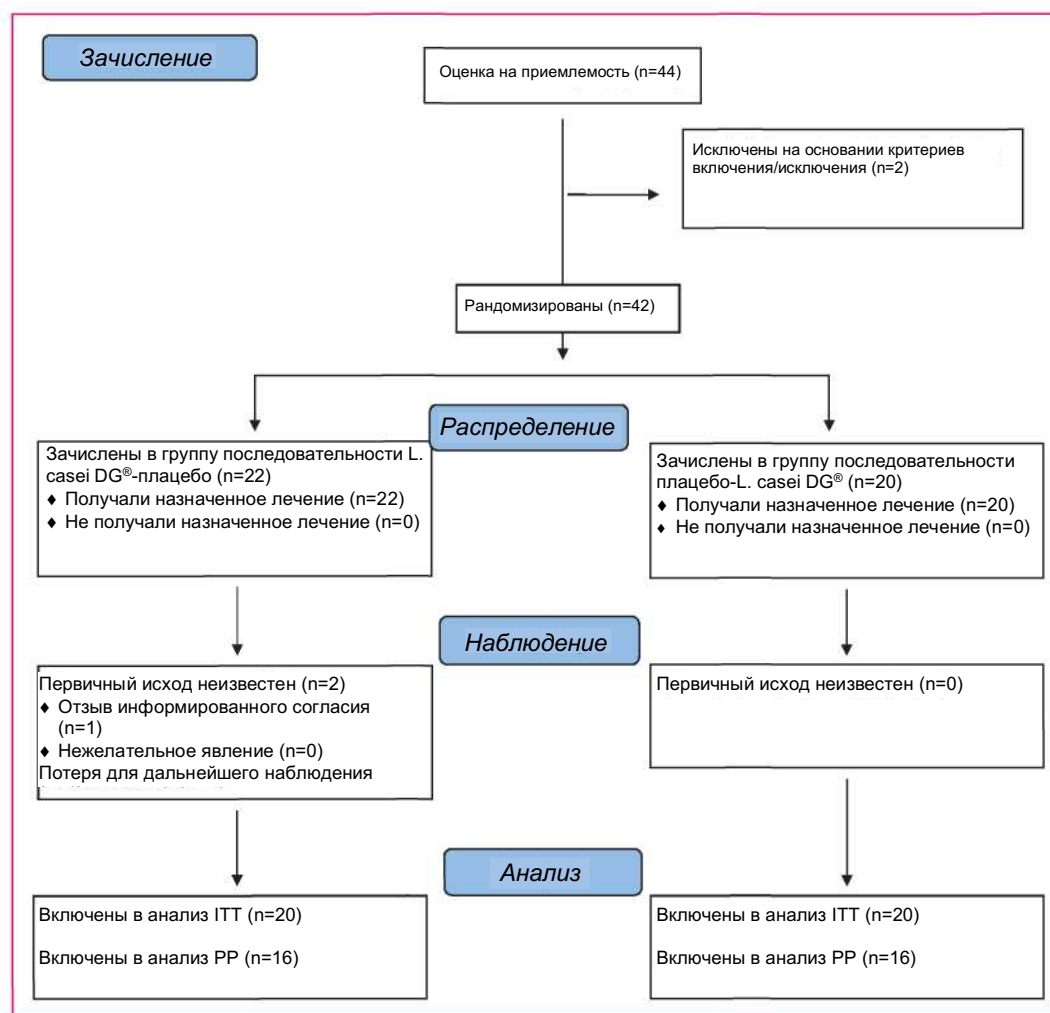 Зачисление
Оценка на приемлемость (n=44)
Исключены на основании критериев
включения/исключения (n=2)
Рандомизированы (n=42)
Распределение
Зачислены в группу последовательности L.
casei DG®-плацебо (n=22)
♦ Получали назначенное лечение (n=22)
♦ Не получали назначенное лечение (n=0)
Зачислены в группу последовательности
плацебо-L. casei DG® (n=20)
♦ Получали назначенное лечение (n=20)
♦ Не получали назначенное лечение (n=0)
Наблюдение
Первичный исход неизвестен (n=2)
♦ Отзыв информированного согласия
(n=1)
♦ Нежелательное явление (n=0)
Потеря для дальнейшего наблюдения
Первичный исход неизвестен (n=0)
Анализ
Включены в анализ ITT (n=20)
Включены в анализ PP (n=16)
Включены в анализ ITT (n=20)
Включены в анализ PP (n=16)